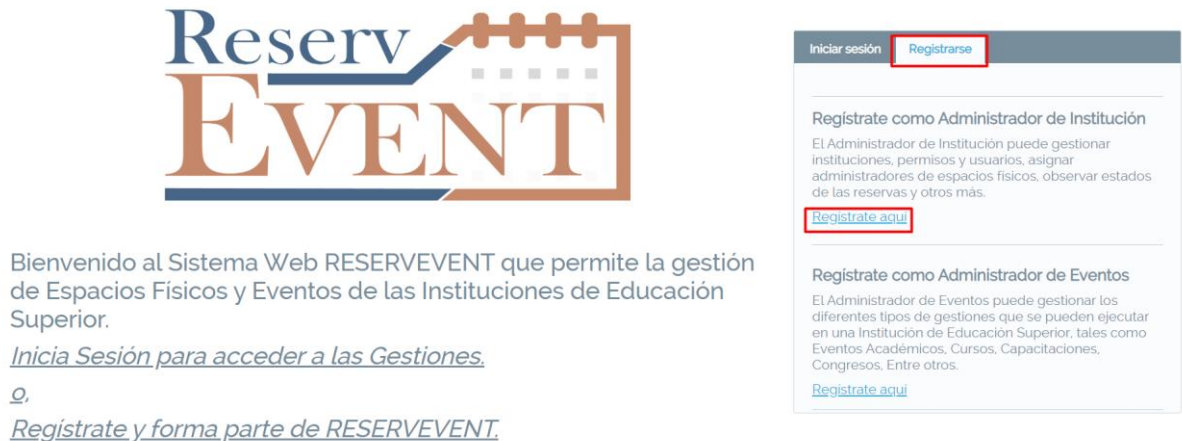 Reserv
EVENT
Bienvenido al Sistema Web RESERVEVENT que permite la gestión
de Espacios Físicos y Eventos de las Instituciones de Educación
Superior.
Inicia Sesión para acceder a las Gestiones.
o,
Regístrate y forma parte de RESERVEVENT.
Iniciar sesión Registrarse
Regístrate como Administrador de Institución
El Administrador de Institución puede gestionar
instituciones, permisos y usuarios, asignar
administradores de espacios físicos, observar estados
de las reservas y otros más.
Regístrate aquí
Regístrate como Administrador de Eventos
El Administrador de Eventos puede gestionar los
diferentes tipos de gestiones que se pueden ejecutar
en una Institución de Educación Superior, tales como
Eventos Académicos, Cursos, Capacitaciones,
Congresos, Entre otros.
Regístrate aquí